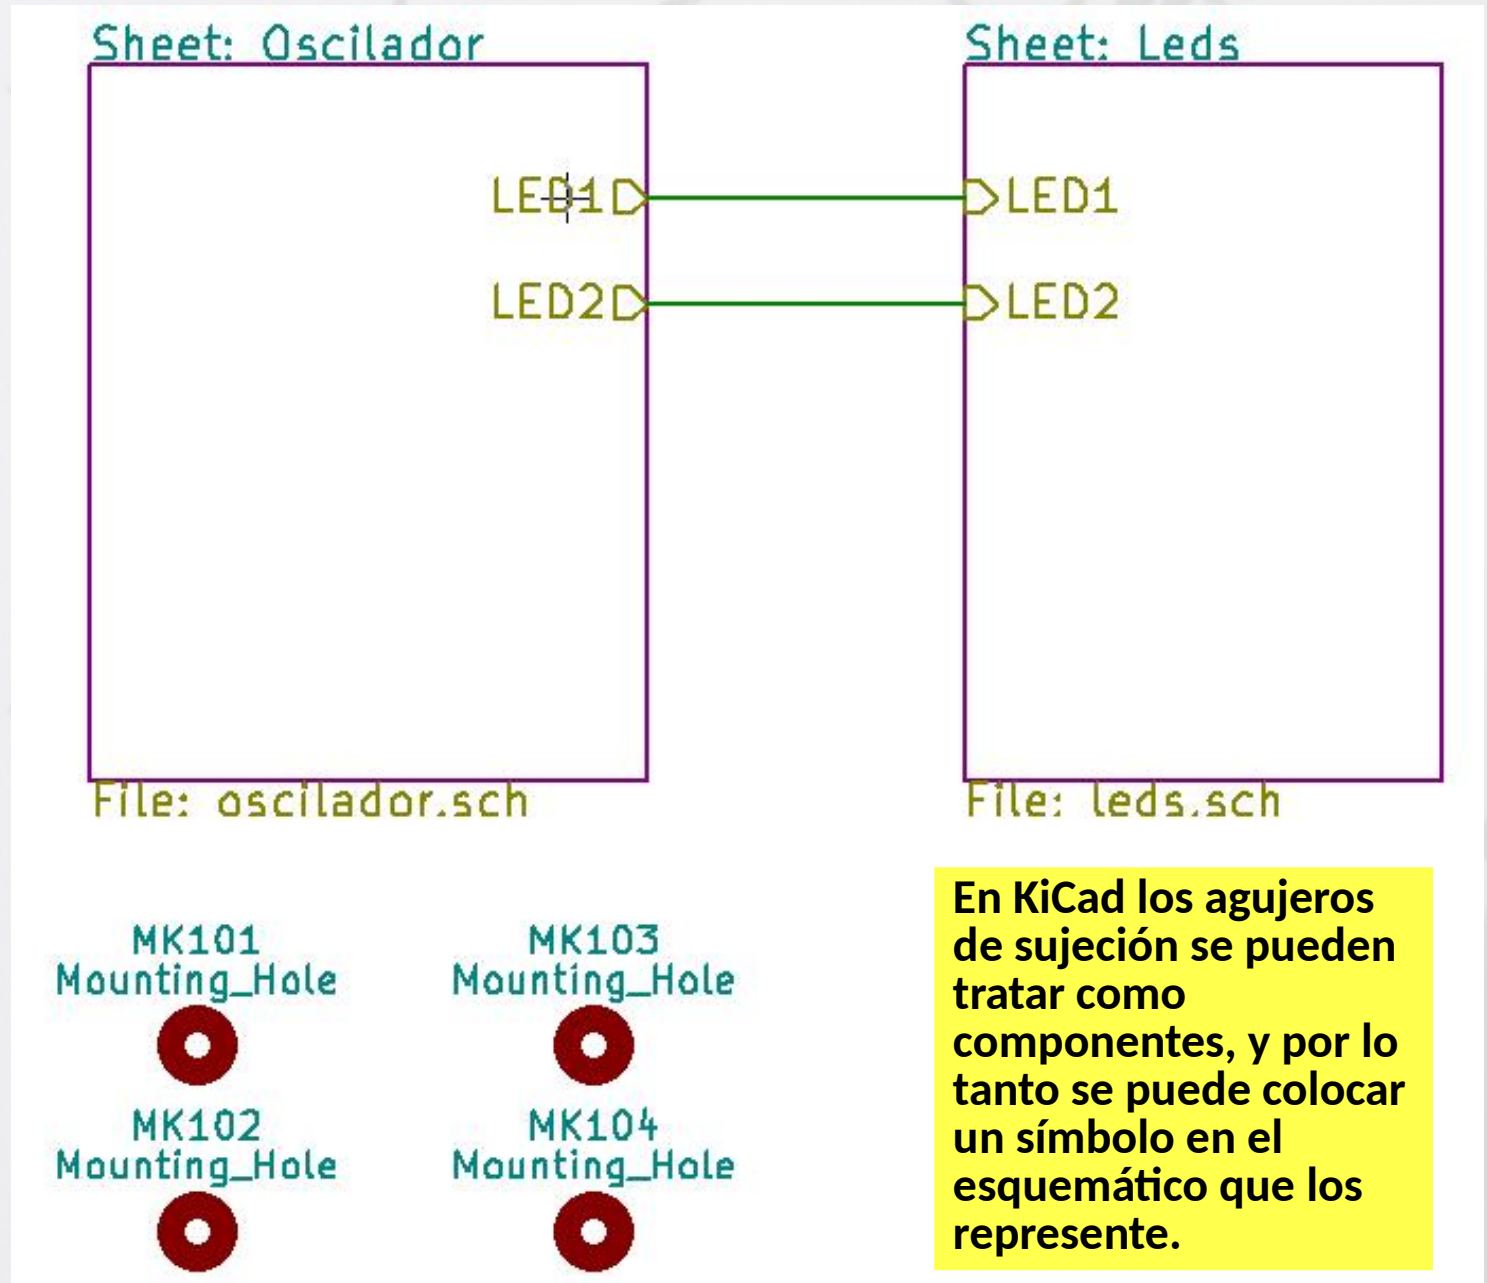 Sheet: Oscilador
Sheet: Leds
LED1
LED1
LED2
LED2
File: oscilador.sch
File: leds.sch
MK101
Mounting_Hole
MK103
Mounting_Hole
MK102
Mounting_Hole
MK104
Mounting_Hole
En KiCad los agujeros
de sujeción se pueden
tratar como
componentes, y por lo
tanto se puede colocar
un símbolo en el
esquemático que los
represente.